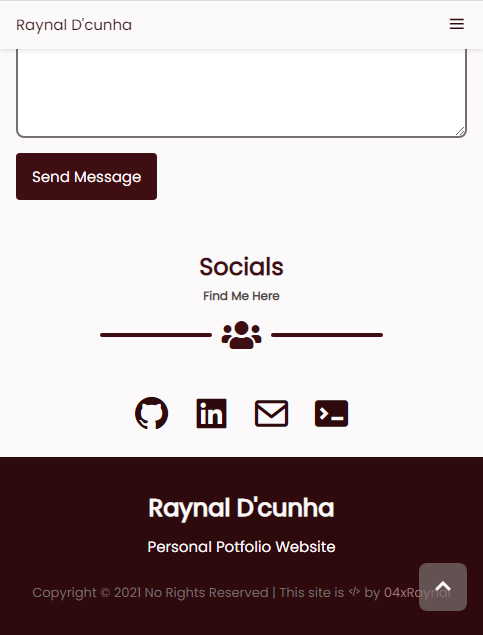 Raynal D'cunha
Send Message
Socials
Find Me Here
Raynal D'cunha
Personal Potfolio Website
Copyright © 2021 No Rights Reserved | This site is </> by 04xRaynal